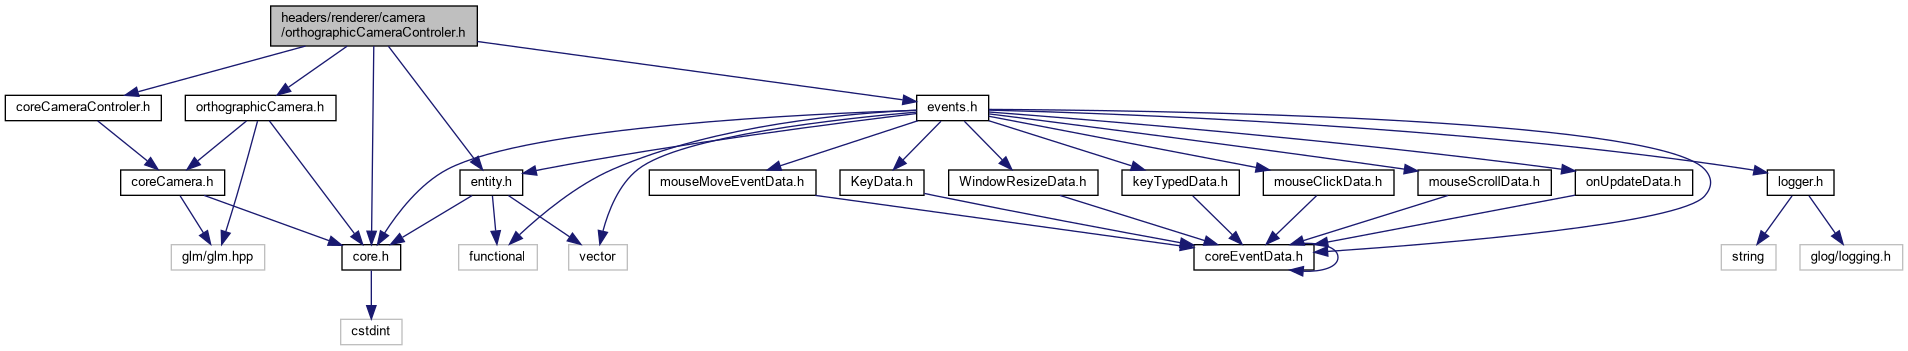 headers/renderer/camera
/orthographicCameraControler.h
coreCameraControler.h
orthographicCamera.h
events.h
coreCamera.h
entity.h
mouseMoveEventData.h
KeyData.h
WindowResizeData.h
keyTypedData.h
mouseClickData.h
mouseScrollData.h
onUpdateData.h
logger.h
glm/glm.hpp
core.h
functional
vector
coreEventData.h
string
glog/logging.h
cstdint